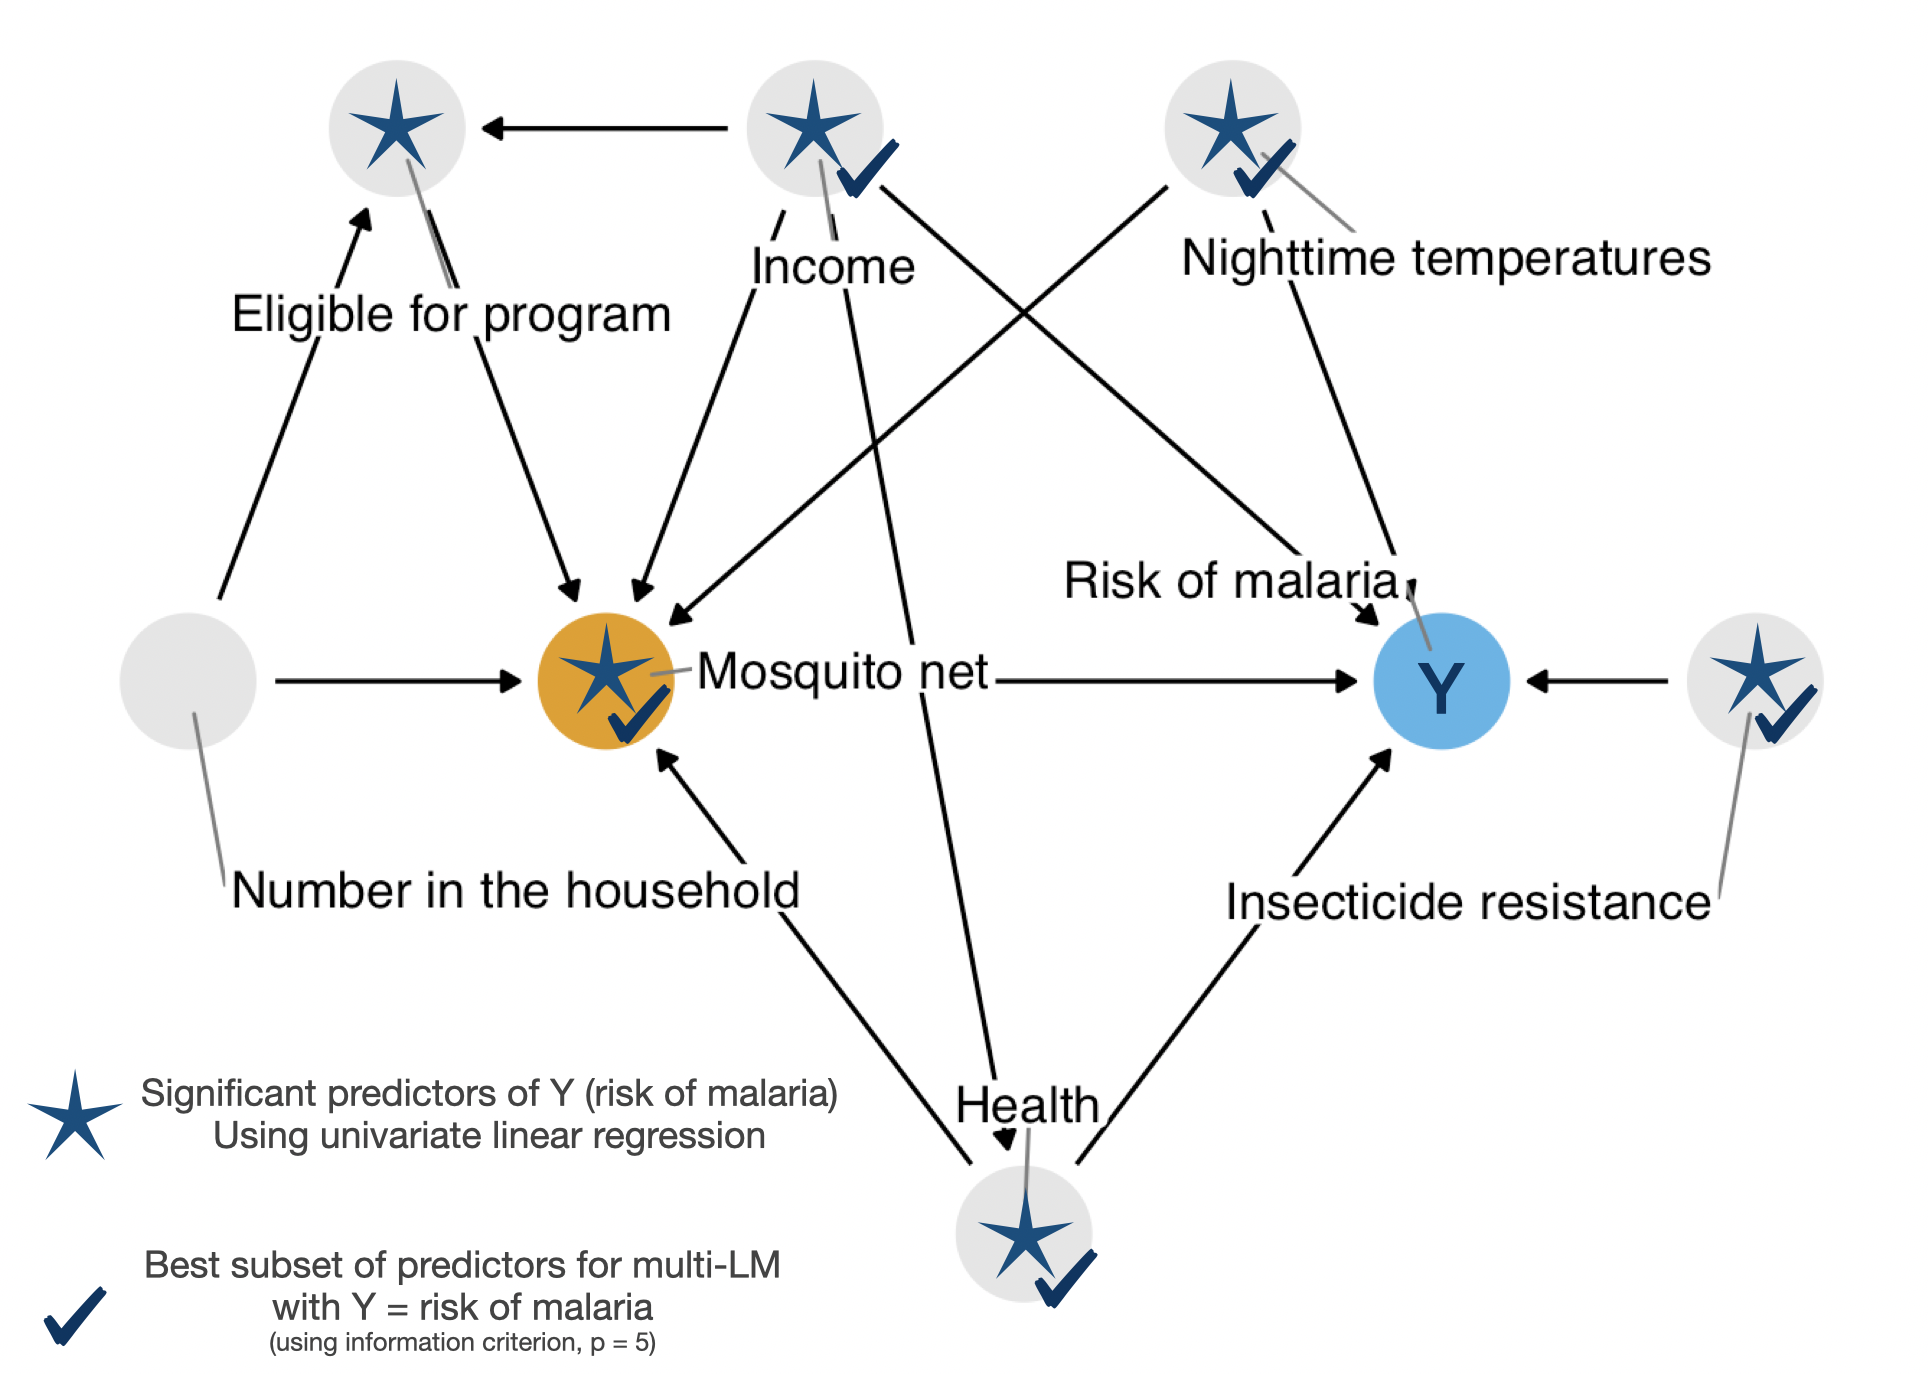 Income
Nighttime temperatures
Eligible for program
Risk of malaria
Mosquito net
Y
Number in the household
Insecticide resistance
Health
Significant predictors of Y (risk of malaria)
Using univariate linear regression
Best subset of predictors for multi-LM
with Y = risk of malaria
(using information criterion, p = 5)